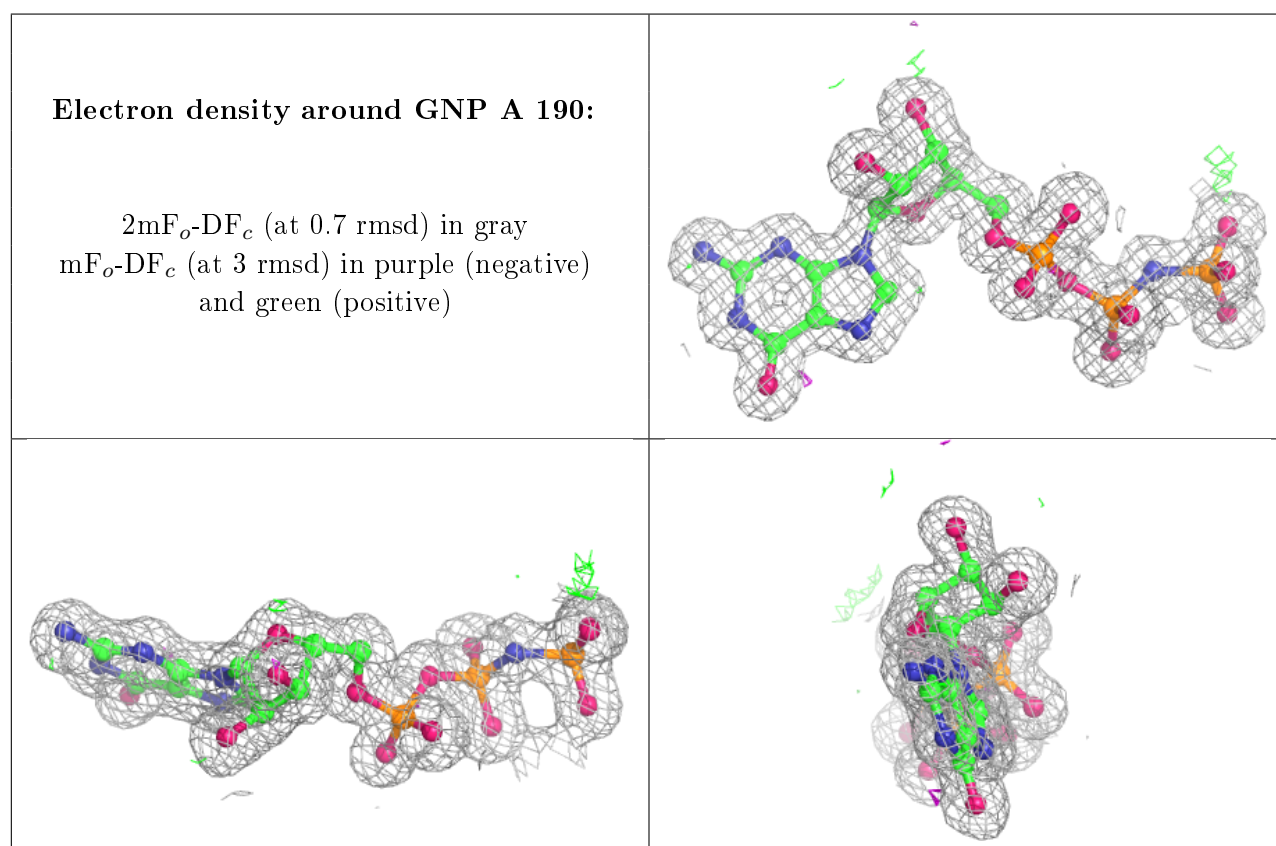 Electron density around GNP A 190:
2mFo-DFc (at 0.7 rmsd) in gray
mFo-DFc (at 3 rmsd) in purple (negative)
and green (positive)